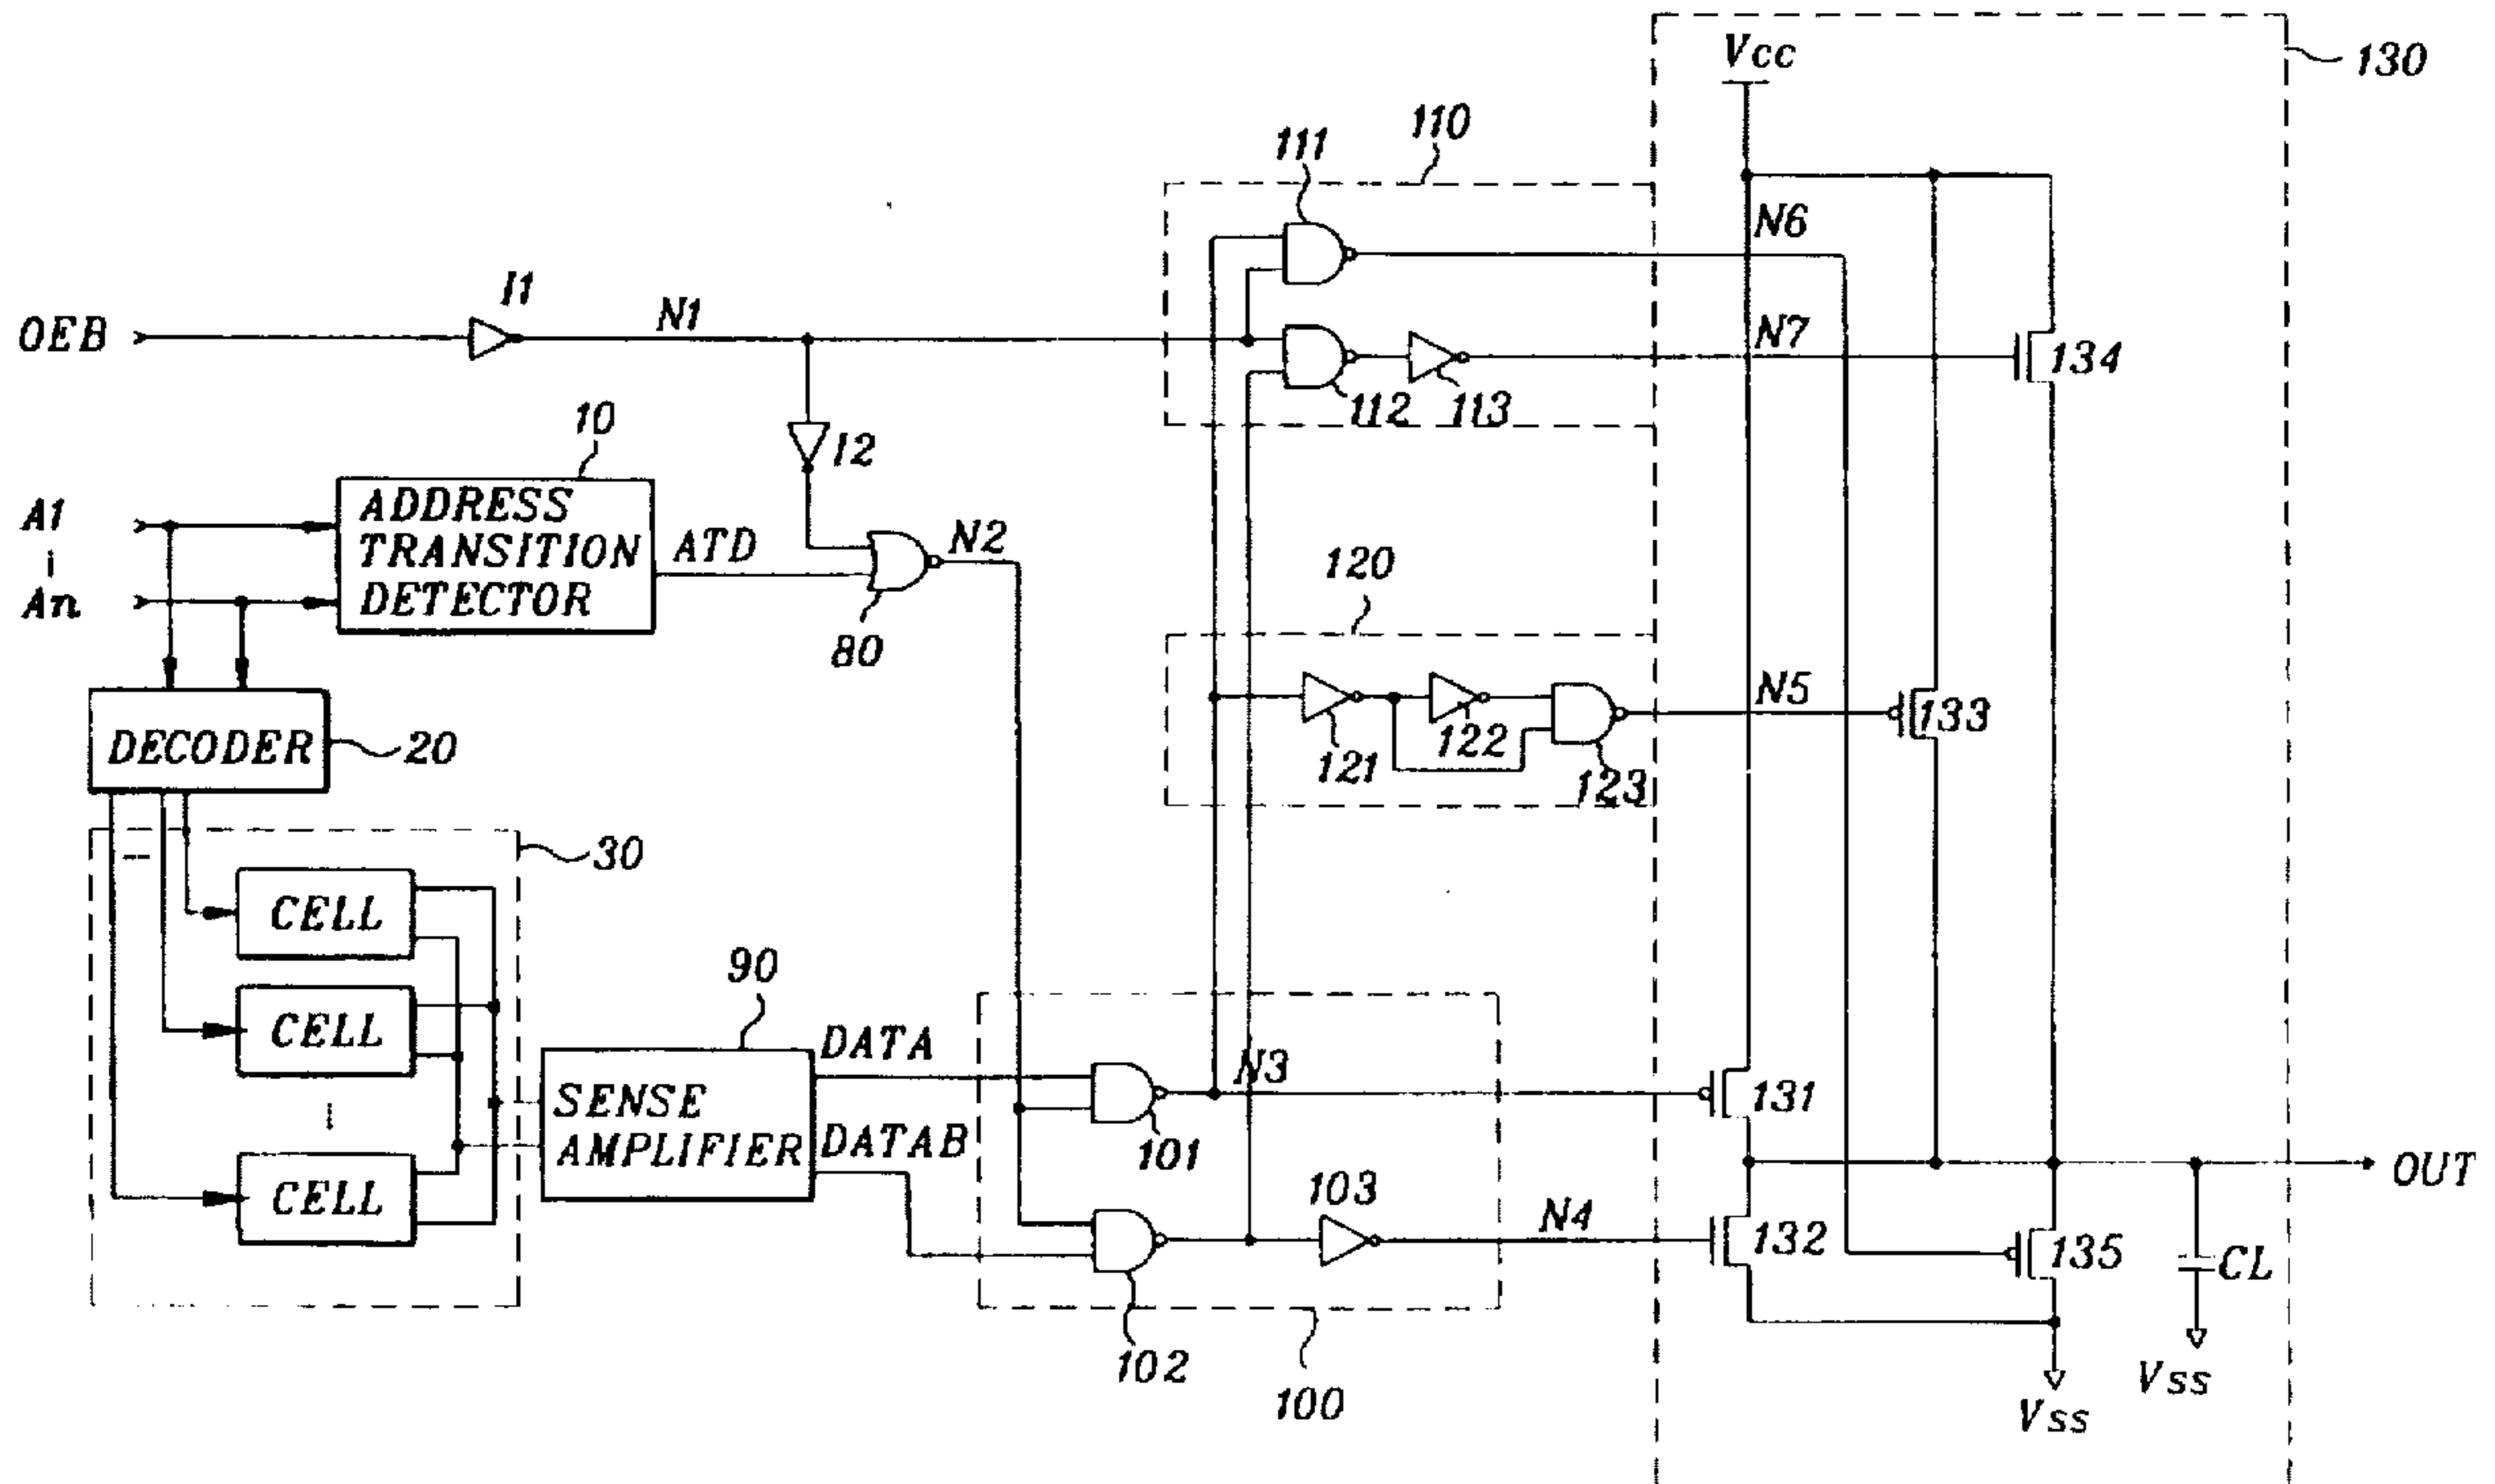 Vcc
130
110
111
N6
I1
N1
OEB
N7
134
112
113
10
I2
A1
ADDRESS
TRANSITION
DETECTOR
ATD
N2
An
120
80
N5
133
DECODER
20
121
122
123
30
CELL
90
CELL
DATA
N3
SENSE
AMPLIFIER
131
DATAB
101
OUT
CELL
103
N4
132
135
CL
102
100
Vss
Vss